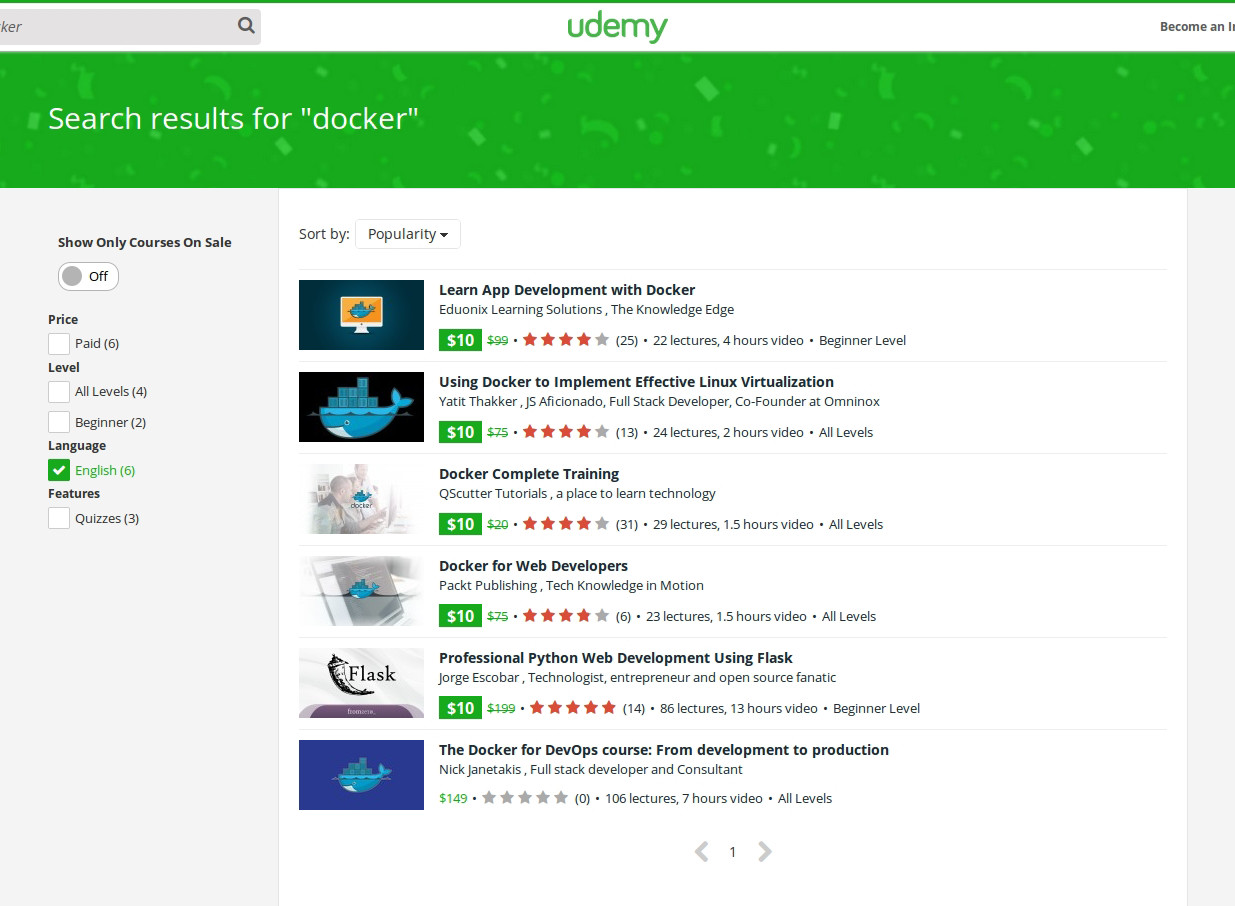 ker
udemy
Become an I
Search results for "docker"
Show Only Courses On Sale
Off
Price
Paid (6)
Level
All Levels (4)
Beginner (2)
Language
English (6)
Features
Quizzes (3)
Sort by: Popularity
Learn App Development with Docker
Eduonix Learning Solutions , The Knowledge Edge
$10 $99 • (25) • 22 lectures, 4 hours video • Beginner Level
Using Docker to Implement Effective Linux Virtualization
Yatit Thakker , JS Aficionado, Full Stack Developer, Co-Founder at Omninox
$10 $75 • (13) • 24 lectures, 2 hours video • All Levels
docker
Docker Complete Training
QScutter Tutorials , a place to learn technology
$10 $20 • (31) • 29 lectures, 1.5 hours video • All Levels
Docker for Web Developers
Packt Publishing , Tech Knowledge in Motion
$10 $75 • (6) • 23 lectures, 1.5 hours video • All Levels
Flask
Professional Python Web Development Using Flask
Jorge Escobar , Technologist, entrepreneur and open source fanatic
$10 $199 • (14) • 86 lectures, 13 hours video • Beginner Level
The Docker for DevOps course: From development to production
Nick Janetakis , Full stack developer and Consultant
$149 • (0) • 106 lectures, 7 hours video • All Levels
1